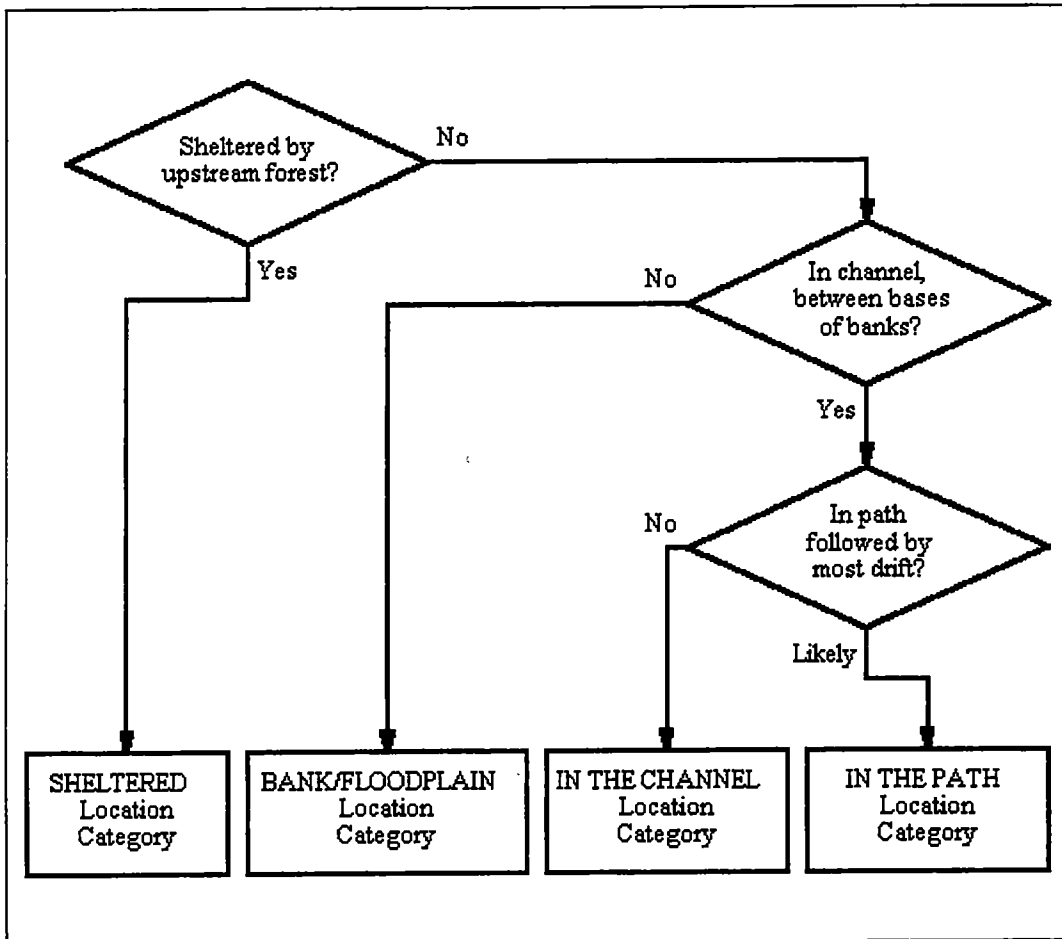 Sheltered by
upstream forest?
No
Yes
In channel,
between bases
of banks?
No
Yes
In path
followed by
most drift?
No
Likely
SHELTERED
Location
Category
BANK/FLOODPLAIN
Location
Category
IN THE CHANNEL
Location
Category
IN THE PATH
Location
Category